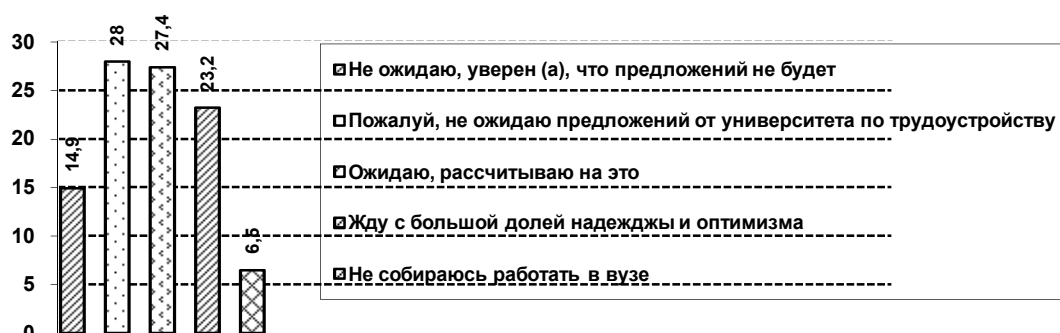 30
25
20
15
10
5
0
14,9
28
27,4
23,2
6,5
Не ожидаю, уверен (а), что предложений не будет
Пожалуй, не ожидаю предложений от университета по трудоустройству
Ожидаю, рассчитываю на это
Жду с большой долей надежджы и оптимизма
Не собираюсь работать в вузе